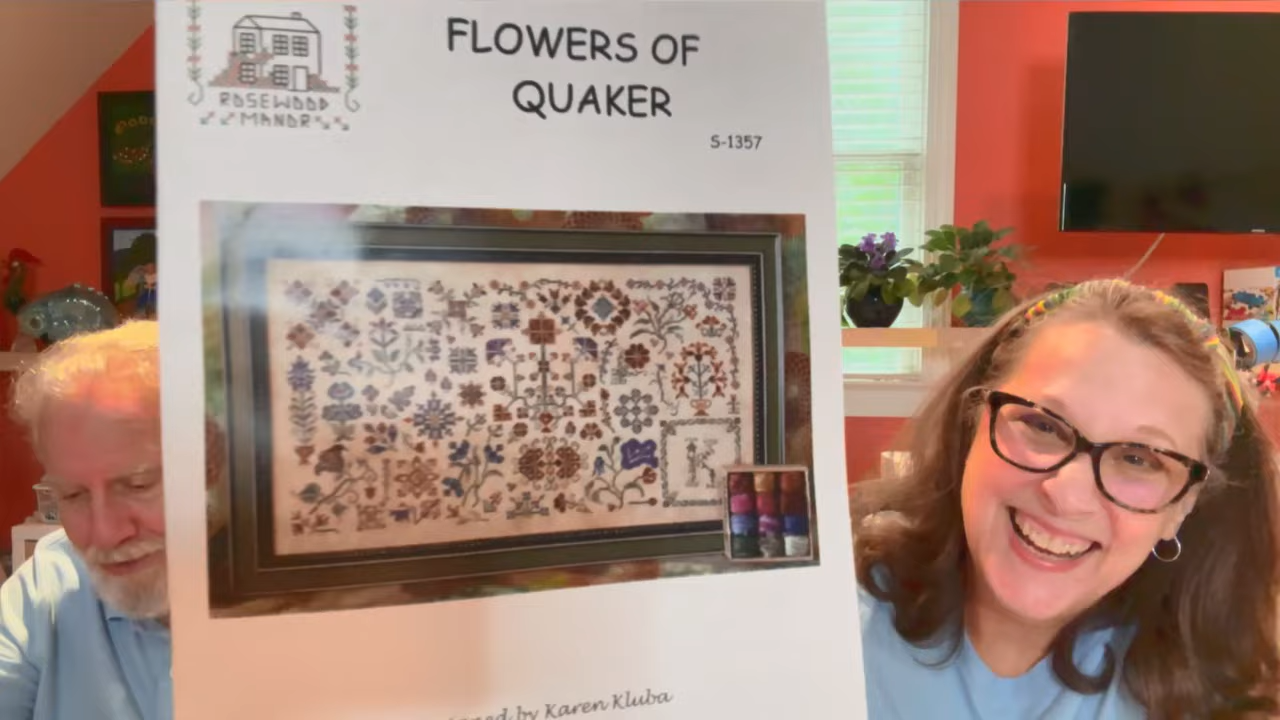 ROSEWOOD
MANOR
FLOWERS OF
QUAKER
S-1357
K
by Karen Kluba